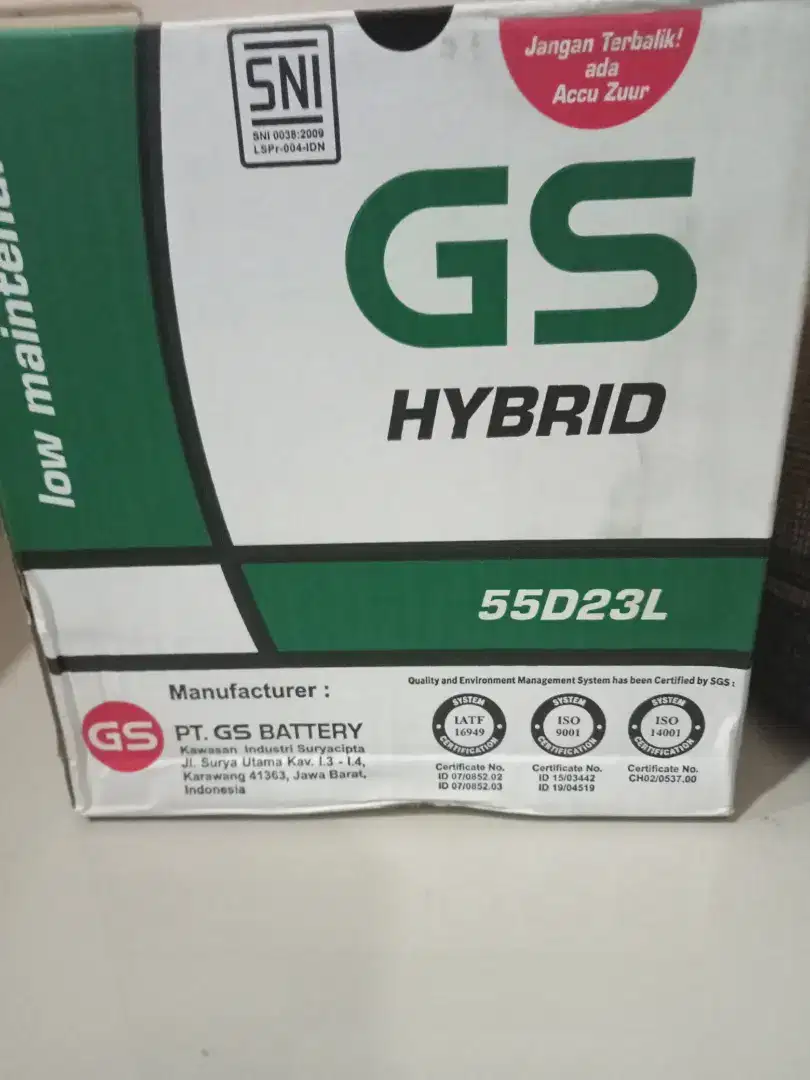 SNI
SNI 0038:2009
LSPr-004-IDN
Jangan Terbalik!
ada
Accu Zuur
GS
HYBRID
low
55D23L
Manufacturer :
GS
PT. GS BATTERY
Kawasan Industri Suryacipta
Jl. Surya Utama Kav. I.3 - I.4,
Karawang 41363, Jawa Barat,
Indonesia
Quality and Environment Management System has been Certified by SGS :
SYSTEM
IATF
16949
CERTIFICATION
Certificate No.
ID 07/0852.02
ID 07/0852.03
SYSTEM
ISO
9001
CERTIFICATION
Certificate No.
ID 15/03442
ID 19/04519
SYSTEM
ISO
14001
CERTIFICATION
Certificate No.
CH02/0537.00